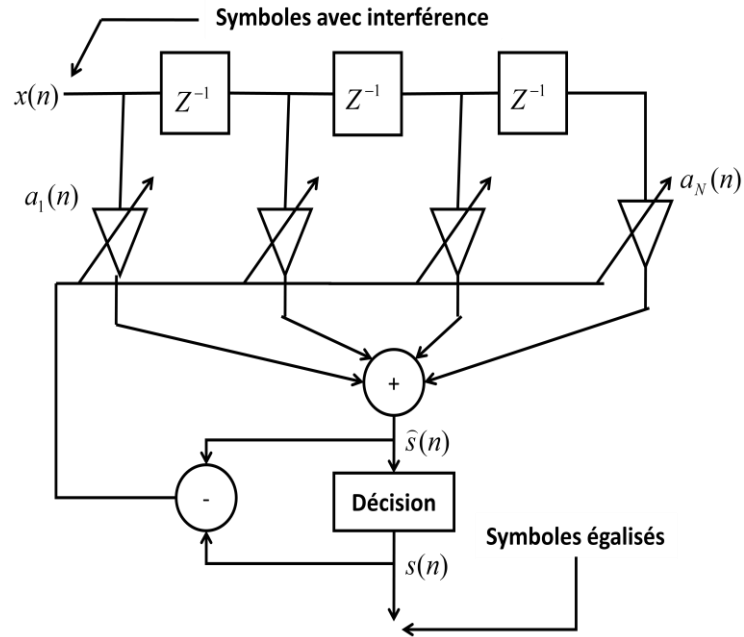 Symboles avec interférence
x(n)
Z⁻¹
Z⁻¹
Z⁻¹
a₁(n)
a_N(n)
+
ŝ(n)
-
Décision
Symboles égalisés
s(n)